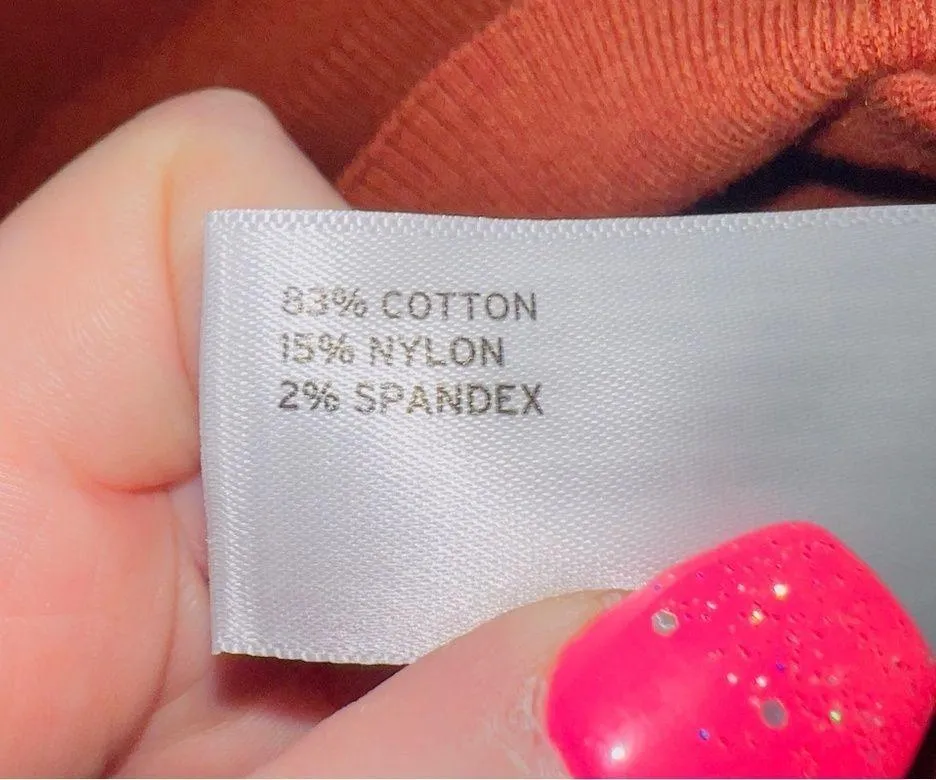 83% COTTON
15% NYLON
2% SPANDEX